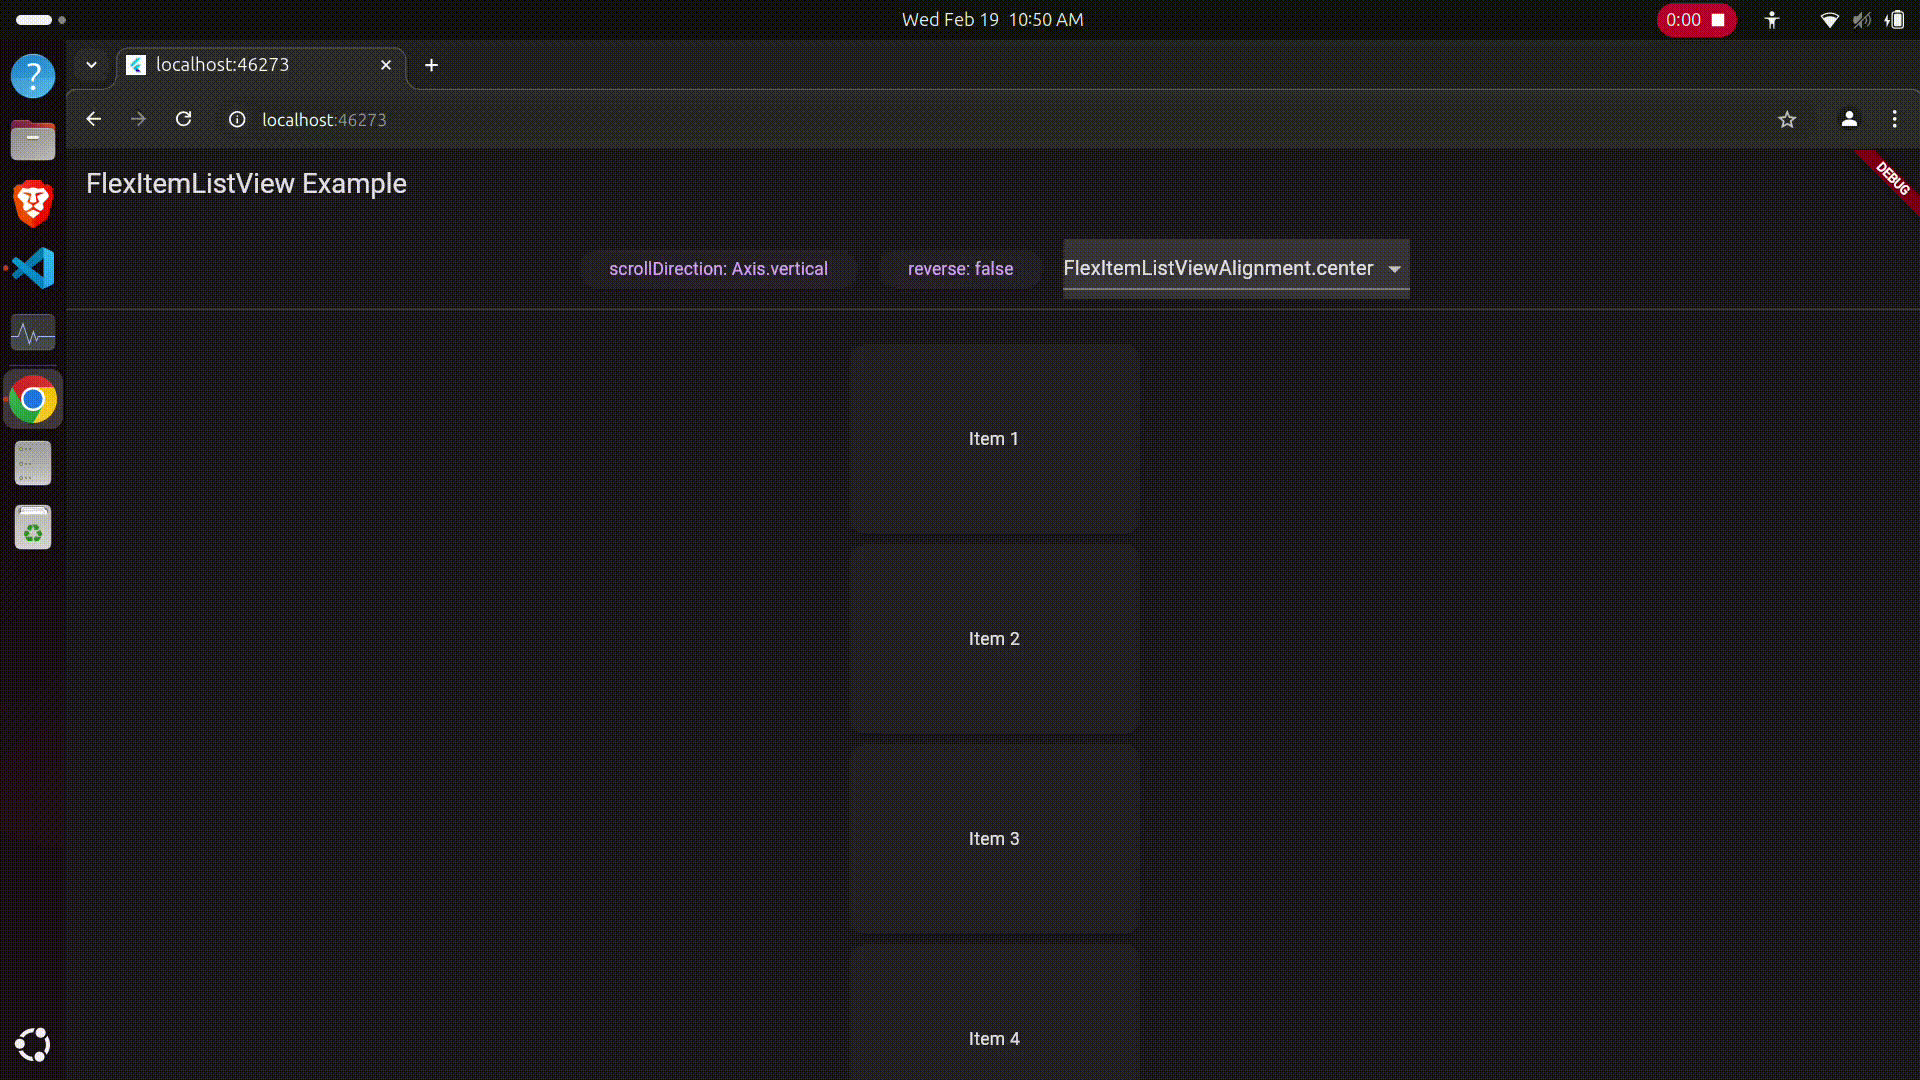 Wed Feb 19 10:50 AM
0:00
localhost:46273
localhost:46273
FlexItemListView Example
DEBUG
scrollDirection: Axis.vertical
reverse: false
FlexItemListViewAlignment.center
Item 1
Item 2
Item 3
Item 4